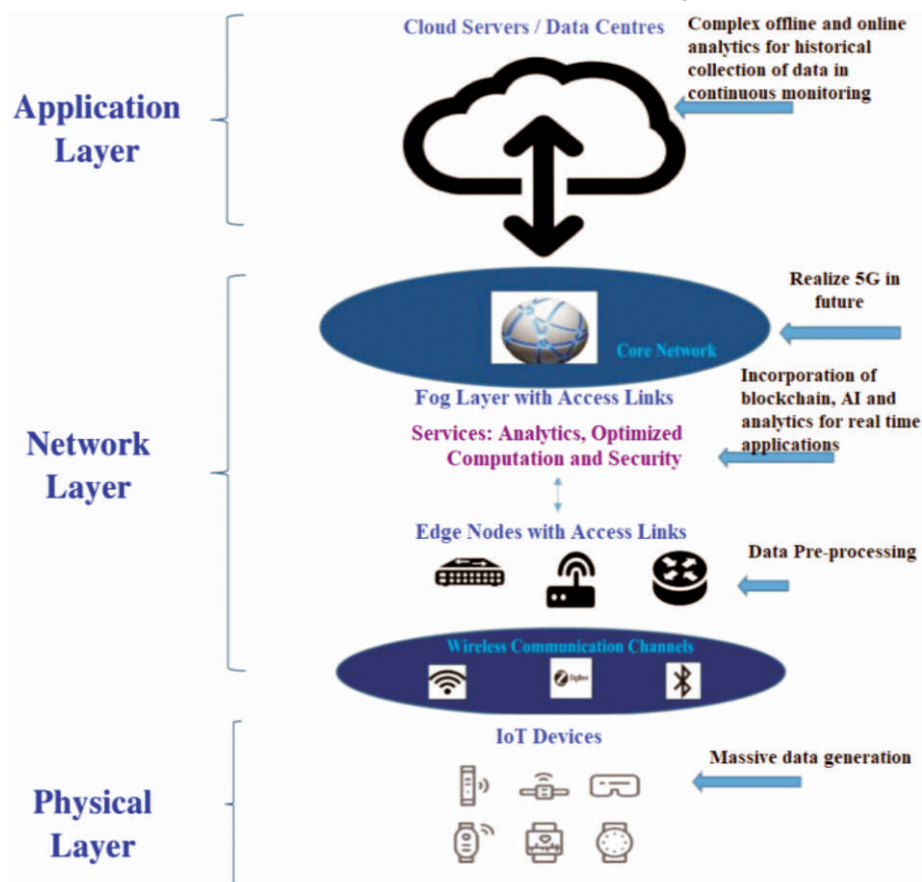 Cloud Servers / Data Centres
Complex offline and online
analytics for historical
collection of data in
continuous monitoring
Application
Layer
Realize 5G in
future
Core Network
Fog Layer with Access Links
Services: Analytics, Optimized
Computation and Security
Incorporation of
blockchain, AI and
analytics for real time
applications
Network
Layer
Edge Nodes with Access Links
Data Pre-processing
Wireless Communication Channels
ZigBee
IoT Devices
Massive data generation
Physical
Layer